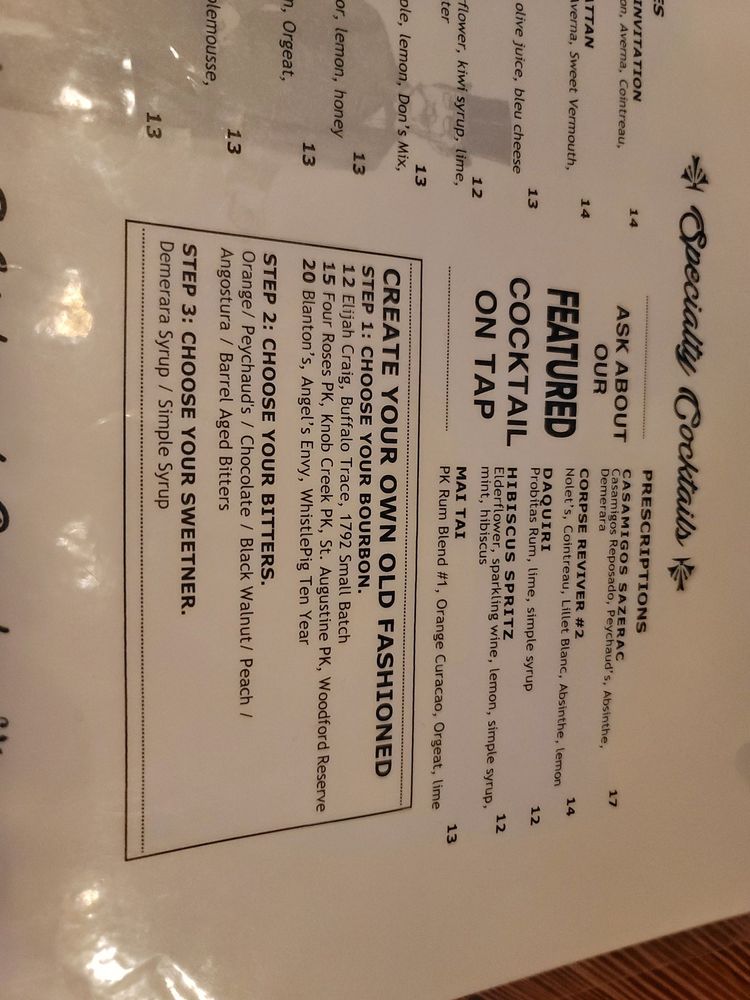 Specialty Cocktails
ES
INVITATION
on, Averna, Cointreau,
14
ATTAN
Averna, Sweet Vermouth,
14
olive juice, bleu cheese
13
flower, kiwi syrup, lime,
ter
12
ole, lemon, Don's Mix,
13
or, lemon, honey
13
n, Orgeat,
13
plemousse,
13
13
ASK ABOUT
OUR
FEATURED
COCKTAIL
ON TAP
PRESCRIPTIONS
CASAMIGOS SAZERAC
Casamigos Reposado, Peychaud's, Absinthe,
Demerara
17
CORPSE REVIVER #2
Nolet's, Cointreau, Lillet Blanc, Absinthe, lemon
14
DAQUIRI
Probitas Rum, lime, simple syrup
12
HIBISCUS SPRITZ
Elderflower, sparkling wine, lemon, simple syrup,
mint, hibiscus
12
MAI TAI
PK Rum Blend #1, Orange Curacao, Orgeat, lime
13
CREATE YOUR OWN OLD FASHIONED
STEP 1: CHOOSE YOUR BOURBON.
12 Elijah Craig, Buffalo Trace, 1792 Small Batch
15 Four Roses PK, Knob Creek PK, St. Augustine PK, Woodford Reserve
20 Blanton's, Angel's Envy, WhistlePig Ten Year
STEP 2: CHOOSE YOUR BITTERS.
Orange/ Peychaud's / Chocolate / Black Walnut/ Peach /
Angostura / Barrel Aged Bitters
STEP 3: CHOOSE YOUR SWEETNER.
Demerara Syrup / Simple Syrup